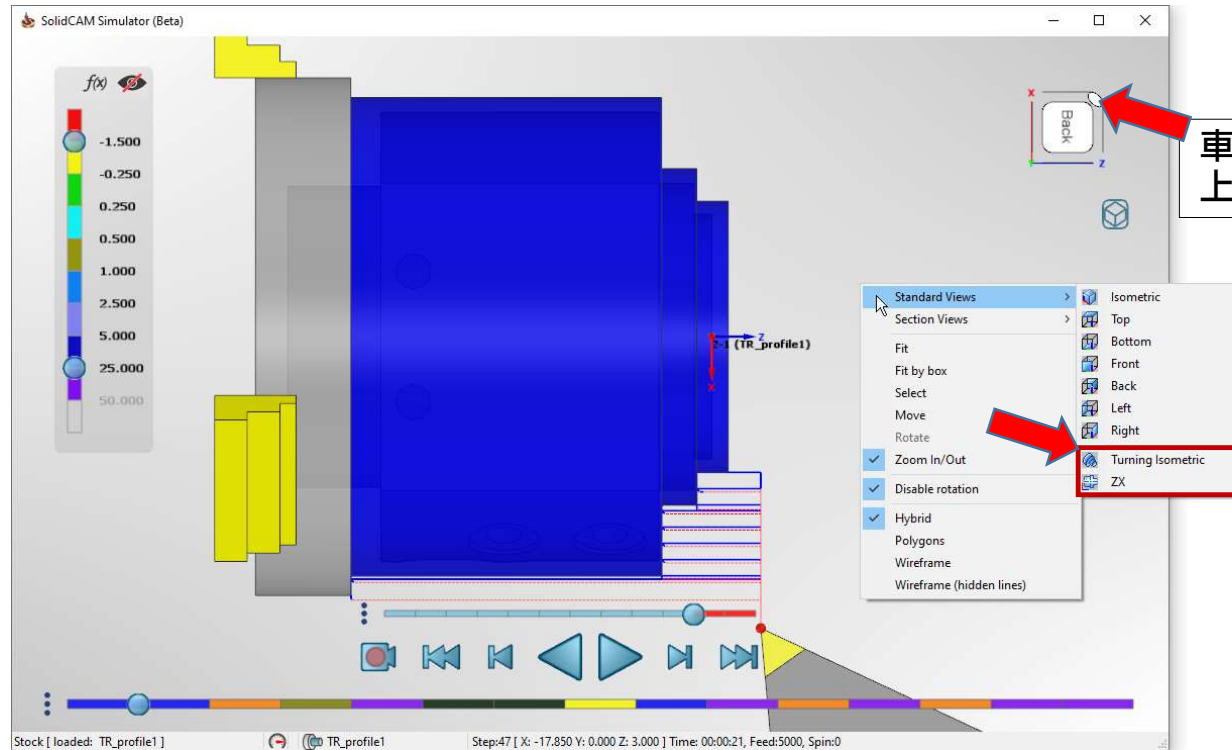 SolidCAM Simulator (Beta)
f(x)
-1.500
-0.250
0.250
0.500
1.000
2.500
5.000
25.000
50.000
X
Back
Z
車
上
Z
2-1 (TR_profile1)
X
Standard Views
Section Views
Fit
Fit by box
Select
Move
Rotate
Zoom In/Out
Disable rotation
Hybrid
Polygons
Wireframe
Wireframe (hidden lines)
Isometric
Top
Bottom
Front
Back
Left
Right
Turning Isometric
ZX
Stock [ loaded: TR_profile1 ] TR_profile1 Step:47 [ X: -17.850 Y: 0.000 Z: 3.000 ] Time: 00:00:21, Feed:5000, Spin:0